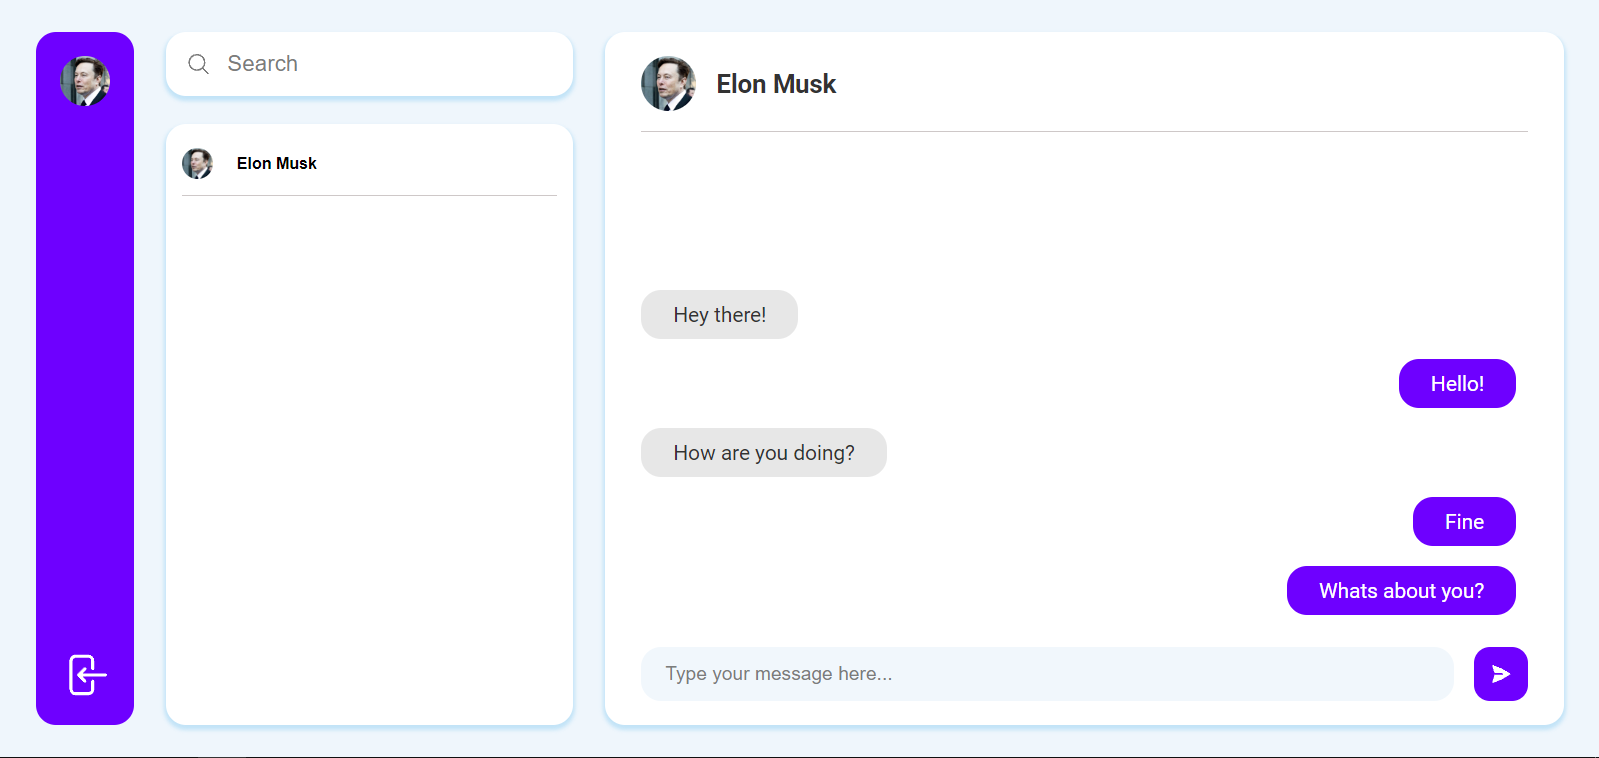 Search
Elon Musk
Elon Musk
Hey there!
Hello!
How are you doing?
Fine
Whats about you?
Type your message here...